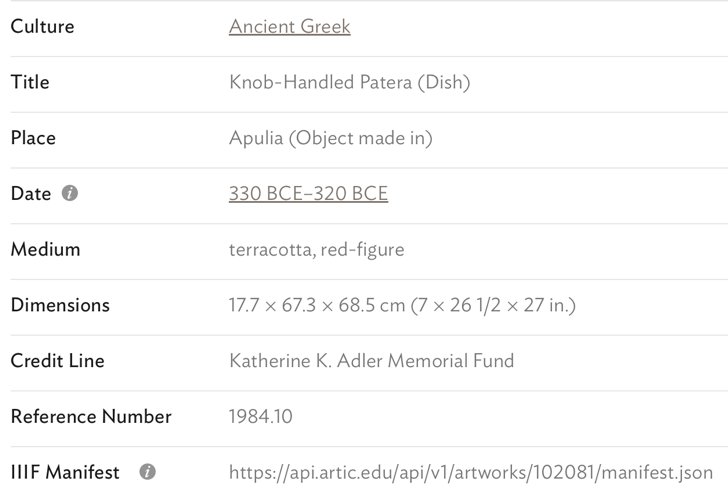 Culture Ancient Greek
Title Knob-Handled Patera (Dish)
Place Apulia (Object made in)
Date i 330 BCE–320 BCE
Medium terracotta, red-figure
Dimensions 17.7 × 67.3 × 68.5 cm (7 × 26 1/2 × 27 in.)
Credit Line Katherine K. Adler Memorial Fund
Reference Number 1984.10
IIIF Manifest i https://api.artic.edu/api/v1/artworks/102081/manifest.json